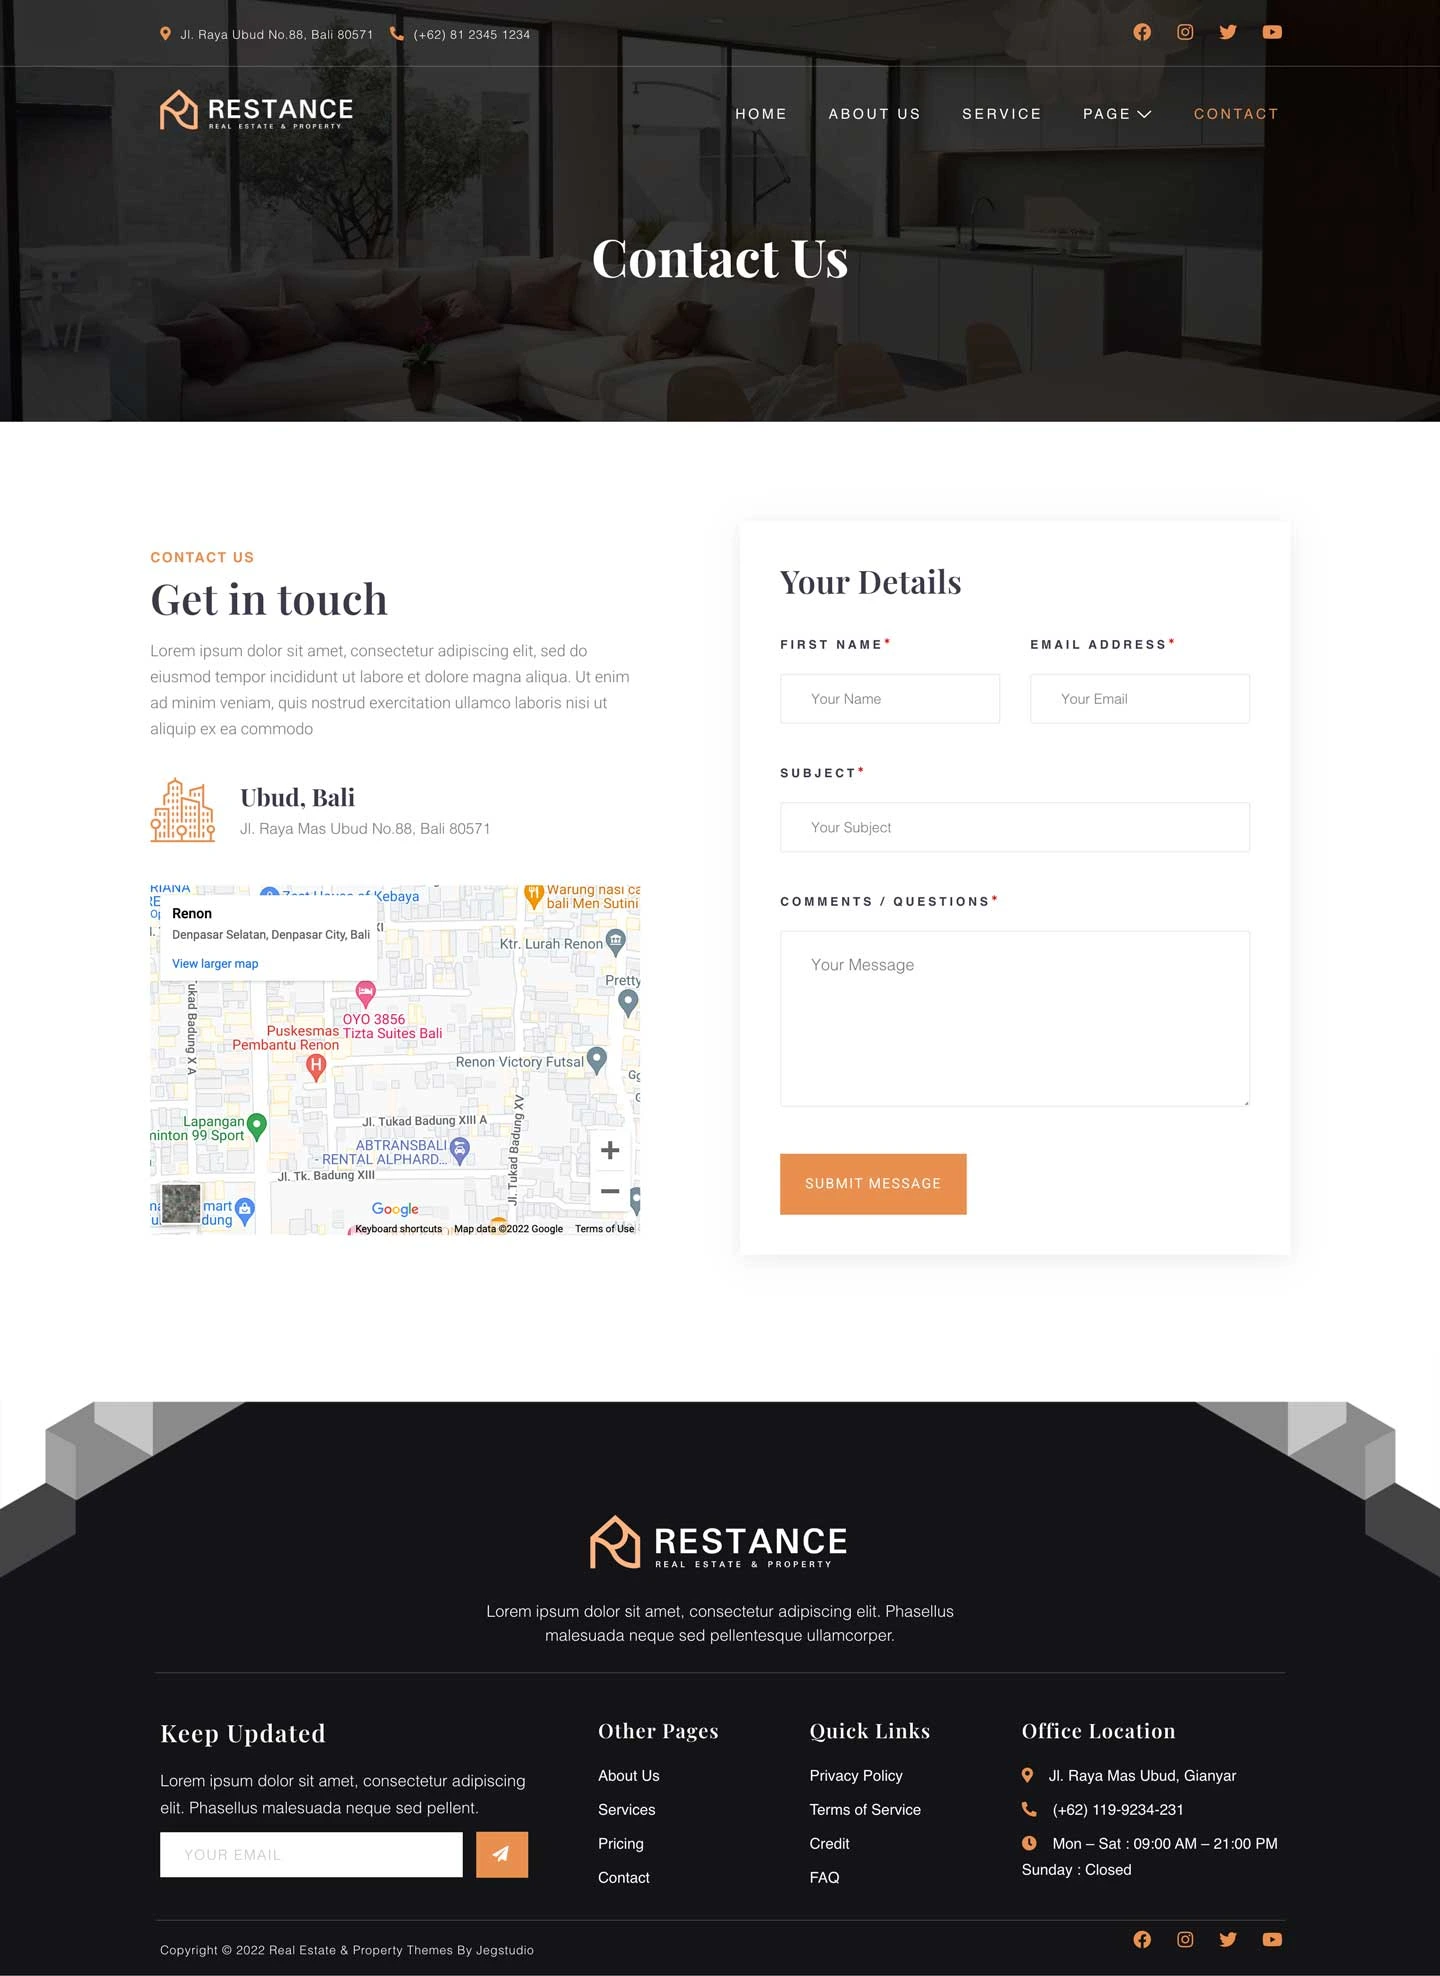 Jl. Raya Ubud No.88, Bali 80571 (+62) 81 2345 1234
RESTANCE
REAL ESTATE & PROPERTY
HOME ABOUT US SERVICE PAGE CONTACT
Contact Us
CONTACT US
Get in touch
Lorem ipsum dolor sit amet, consectetur adipiscing elit, sed do
eiusmod tempor incididunt ut labore et dolore magna aliqua. Ut enim
ad minim veniam, quis nostrud exercitation ullamco laboris nisi ut
aliquip ex ea commodo
Ubud, Bali
Jl. Raya Mas Ubud No.88, Bali 80571
RIANA
Kebaya
Warung nasi
bali Men Sutini
Renon
Denpasar Selatan, Denpasar City, Bali
View larger map
Ktr. Lurah Renon
Pretty
OYO 3856
Tizta Suites Bali
Puskesmas
Pembantu Renon
ukad Badung X A
Renon Victory Futsal
Lapangan
minton 99 Sport
Jl. Tukad Badung XIII A
Jl. Tukad Badung XV
ABTRANSBALI
- RENTAL ALPHARD...
Jl. Tk. Badung XIII
mart
dung
Google
Keyboard shortcuts Map data ©2022 Google Terms of Use
Your Details
FIRST NAME* EMAIL ADDRESS*
Your Name Your Email
SUBJECT*
Your Subject
COMMENTS / QUESTIONS*
Your Message
SUBMIT MESSAGE
RESTANCE
REAL ESTATE & PROPERTY
Lorem ipsum dolor sit amet, consectetur adipiscing elit. Phasellus
malesuada neque sed pellentesque ullamcorper.
Keep Updated
Lorem ipsum dolor sit amet, consectetur adipiscing
elit. Phasellus malesuada neque sed pellent.
YOUR EMAIL
Other Pages
About Us
Services
Pricing
Contact
Quick Links
Privacy Policy
Terms of Service
Credit
FAQ
Office Location
Jl. Raya Mas Ubud, Gianyar
(+62) 119-9234-231
Mon – Sat : 09:00 AM – 21:00 PM
Sunday : Closed
Copyright © 2022 Real Estate & Property Themes By Jegstudio